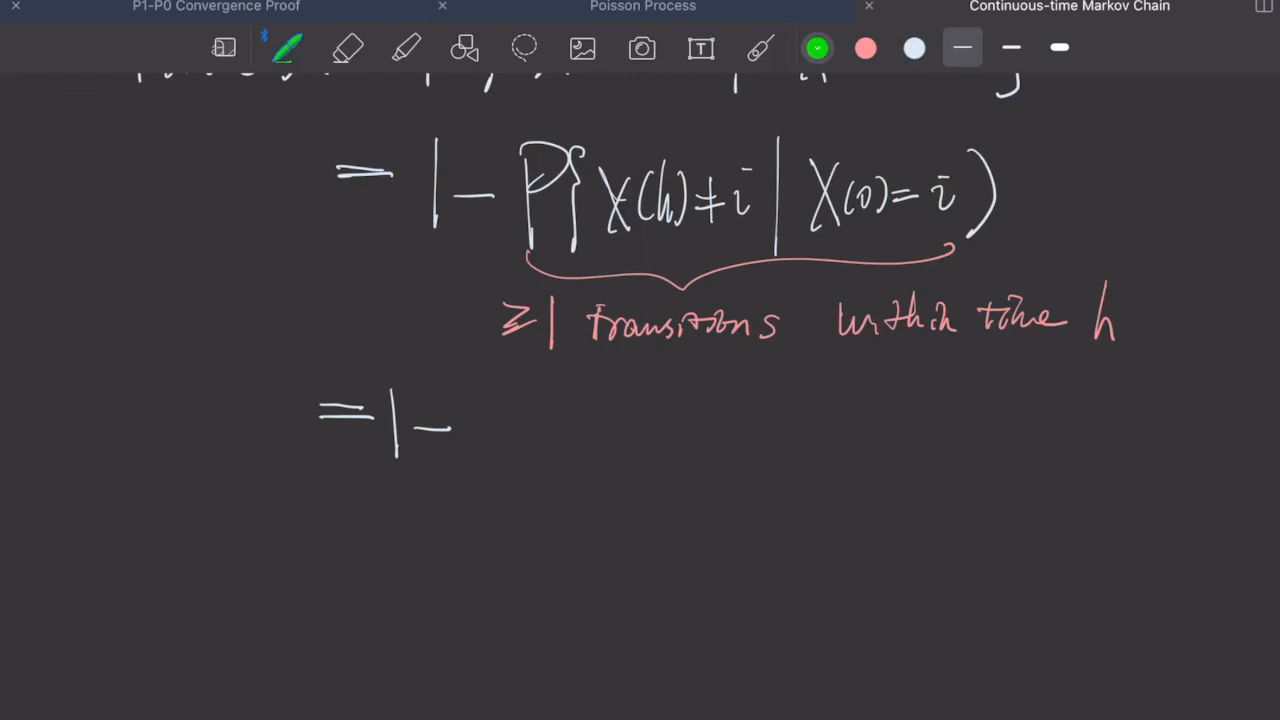 P1-P0 Convergence Proof Poisson Process Continuous-time Markov Chain
= 1 - P{ X(h) ≠ i | X(0) = i )
≥1 transitions within time h
= 1 -